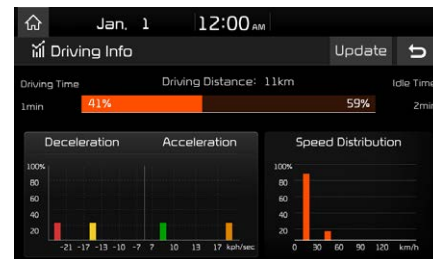 Jan. 1 12:00 AM
Driving Info Update
Driving Time Driving Distance: 11km Idle Time
1min 41% 59% 2min
Deceleration Acceleration
100%
80
60
40
20
-21 -17 -13 -10 -7 7 10 13 17 kph/sec
Speed Distribution
100%
80
60
40
20
0 30 60 90 120 km/h